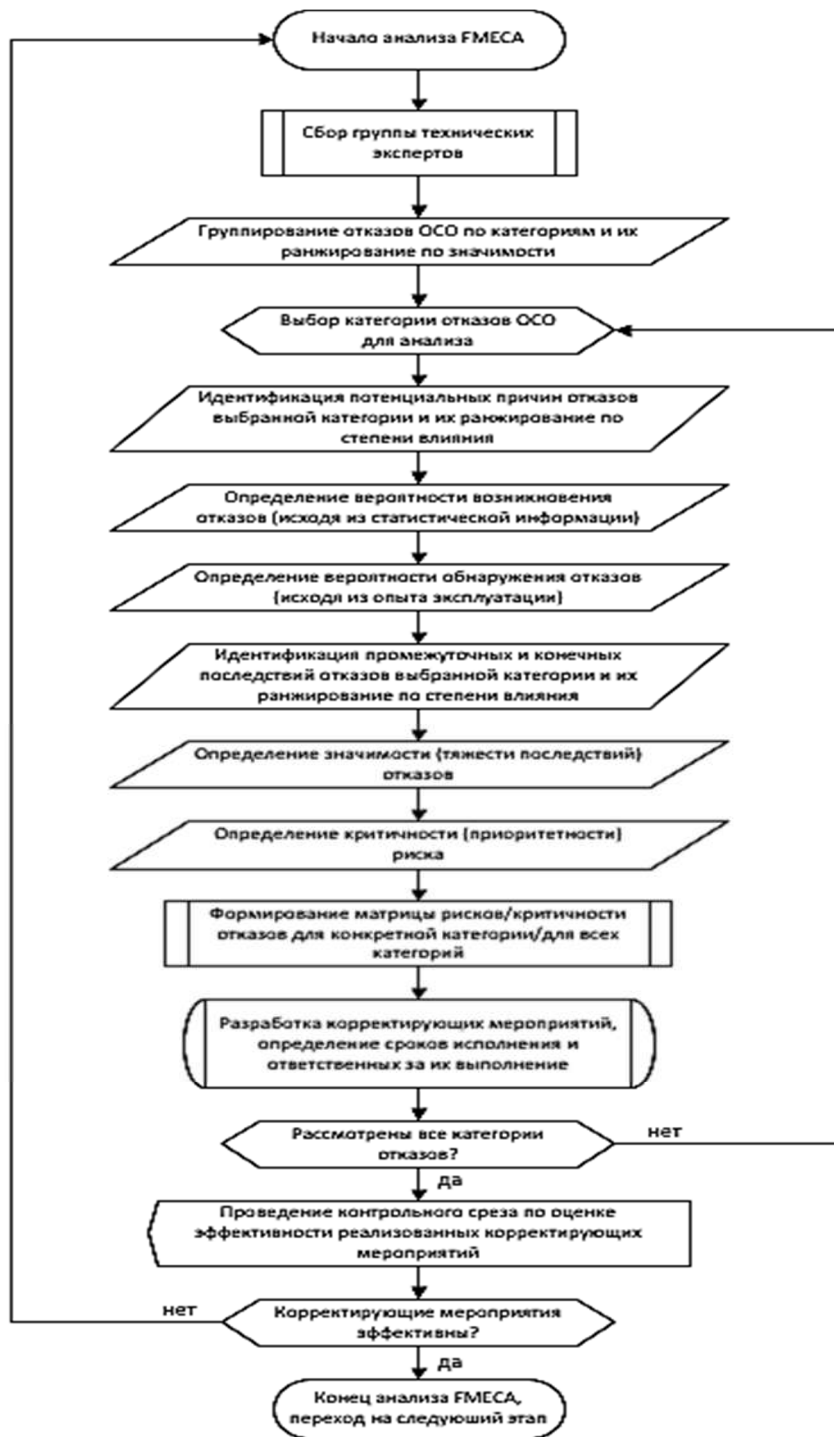 Начало анализа FMECA
Сбор группы технических
экспертов
Группирование отказов ОСО по категориям и их
ранжирование по значимости
Выбор категории отказов ОСО
для анализа
Идентификация потенциальных причин отказов
выбранной категории и их ранжирование по
степени влияния
Определение вероятности возникновения
отказов (исходя из статистической информации)
Определение вероятности обнаружения отказов
(исходя из опыта эксплуатации)
Идентификация промежуточных и конечных
последствий отказов выбранной категории и их
ранжирование по степени влияния
Определение значимости (тяжести последствий)
отказов
Определение критичности (приоритетности)
риска
Формирование матрицы рисков/критичности
отказов для конкретной категории/для всех
категорий
Разработка корректирующих мероприятий,
определение сроков исполнения и
ответственных за их выполнение
Рассмотрены все категории
отказов?
нет
да
Проведение контрольного среза по оценке
эффективности реализованных корректирующих
мероприятий
нет
Корректирующие мероприятия
эффективны?
да
Конец анализа FMECA,
переход на следующий этап